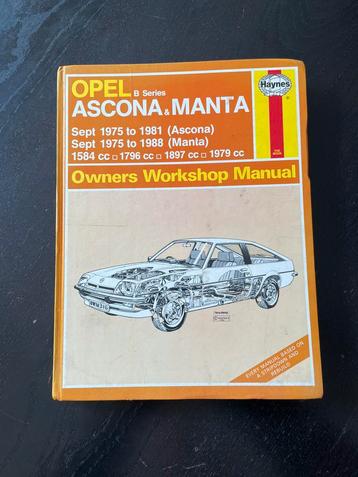 OPEL B Series
ASCONA & MANTA
Haynes
Sept 1975 to 1981 (Ascona)
Sept 1975 to 1988 (Manta)
1584 cc □ 1796 cc □ 1897 cc □ 1979 cc
Owners Workshop Manual
EVERY MANUAL BASED ON
A STRIPDOWN AND
REBUILD